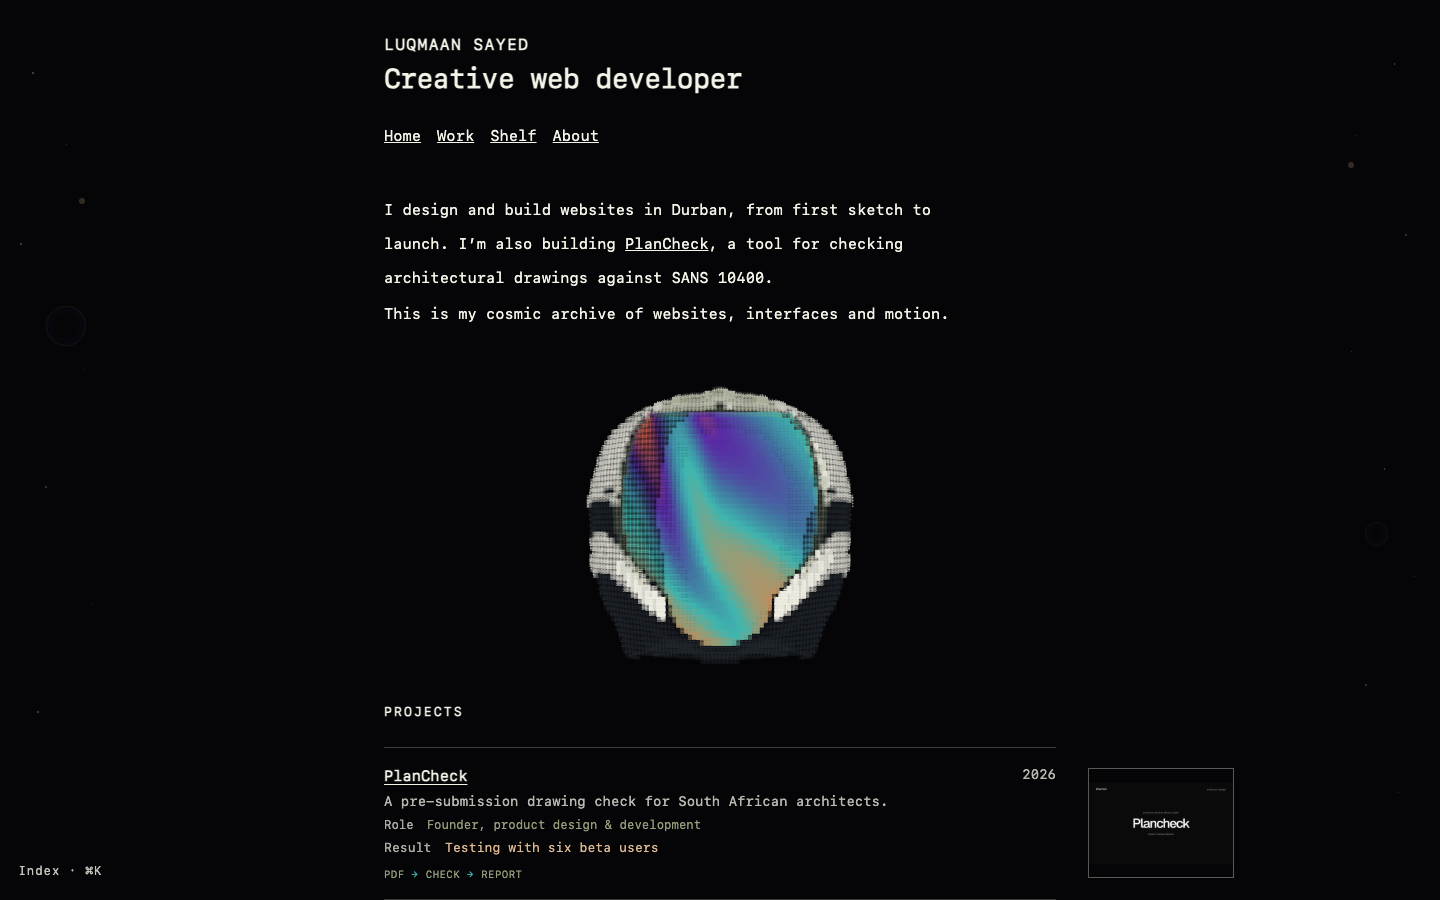 LUQMAAN SAYED
Creative web developer
Home Work Shelf About
I design and build websites in Durban, from first sketch to
launch. I’m also building PlanCheck, a tool for checking
architectural drawings against SANS 10400.
This is my cosmic archive of websites, interfaces and motion.
PROJECTS
PlanCheck 2026
A pre—submission drawing check for South African architects.
Role Founder, product design & development
Result Testing with six beta users
PDF → CHECK → REPORT
Plancheck
Index · ⌘K